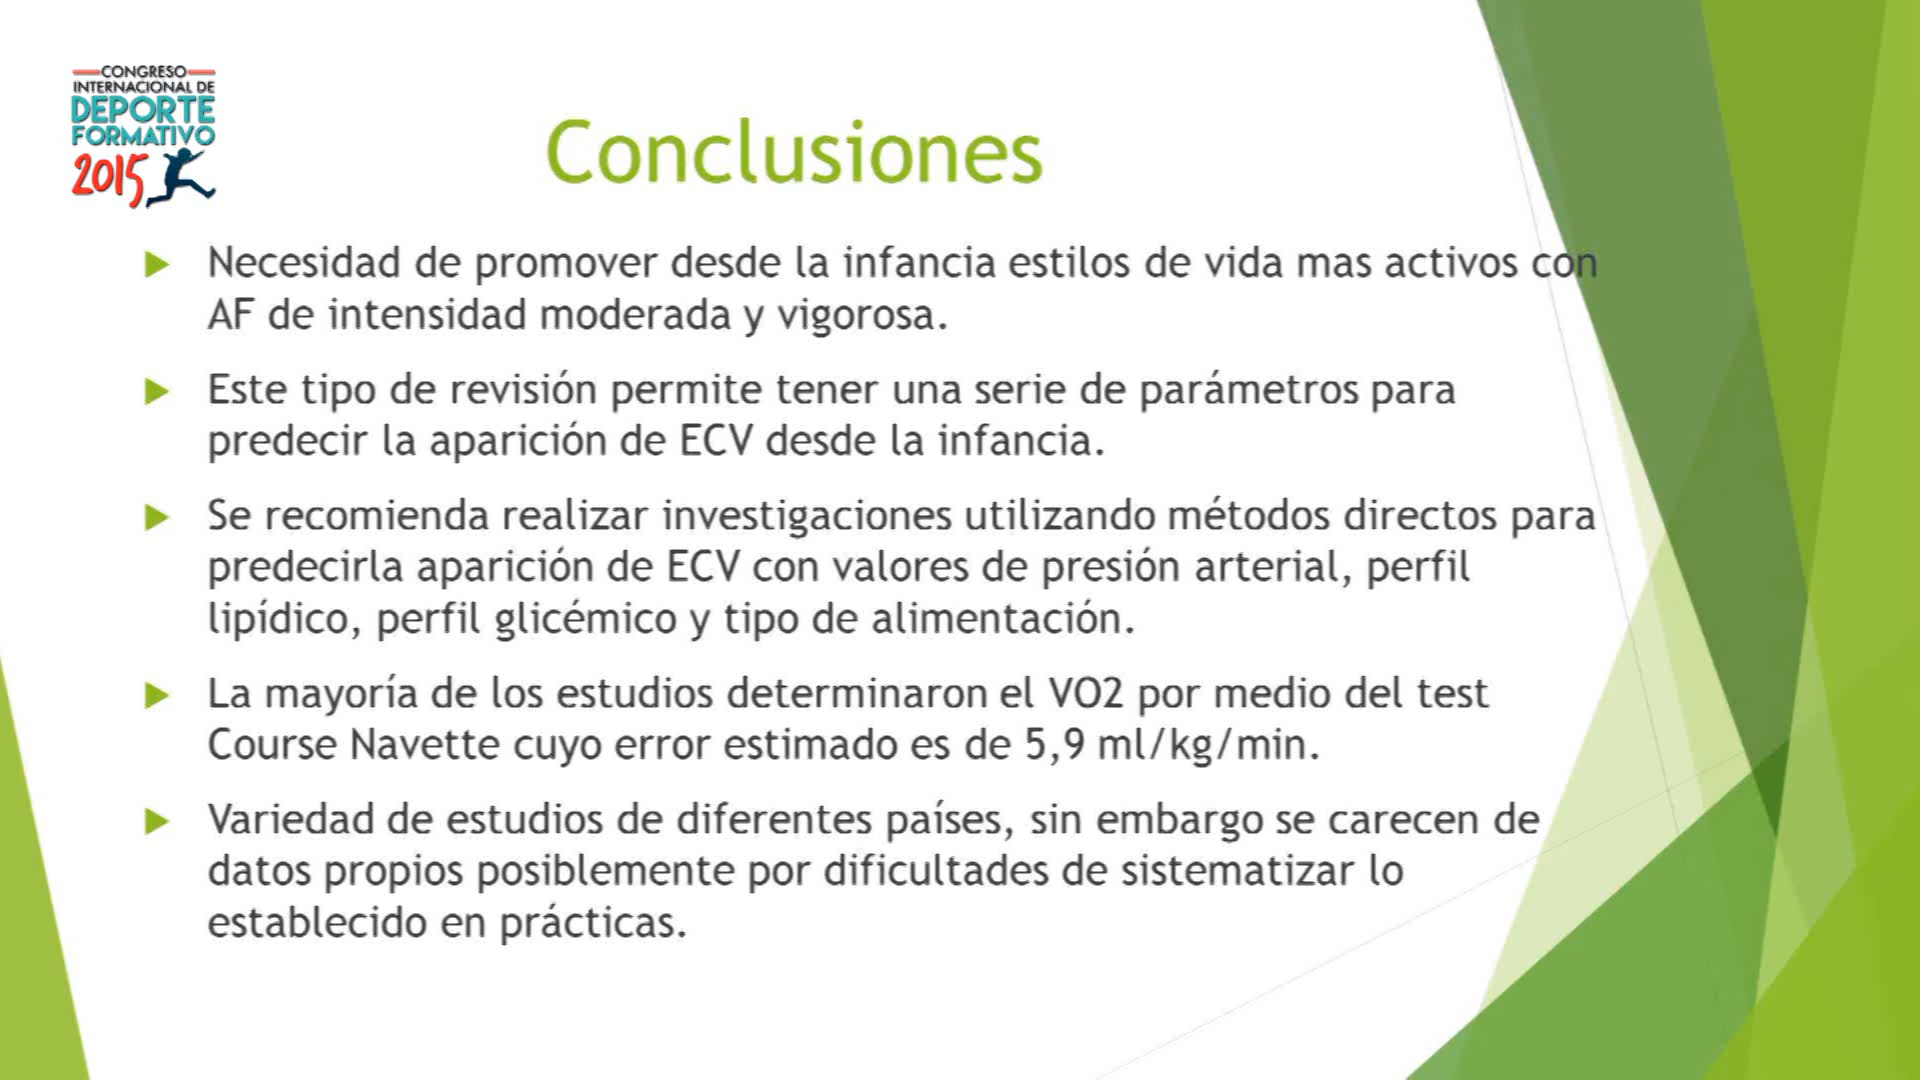 CONGRESO
INTERNACIONAL DE
DEPORTE
FORMATIVO
2015
Conclusiones
Necesidad de promover desde la infancia estilos de vida mas activos con
AF de intensidad moderada y vigorosa.
Este tipo de revisión permite tener una serie de parámetros para
predecir la aparición de ECV desde la infancia.
Se recomienda realizar investigaciones utilizando métodos directos para
predecirla aparición de ECV con valores de presión arterial, perfil
lipídico, perfil glicémico y tipo de alimentación.
La mayoría de los estudios determinaron el VO2 por medio del test
Course Navette cuyo error estimado es de 5,9 ml/kg/min.
Variedad de estudios de diferentes países, sin embargo se carecen de
datos propios posiblemente por dificultades de sistematizar lo
establecido en prácticas.